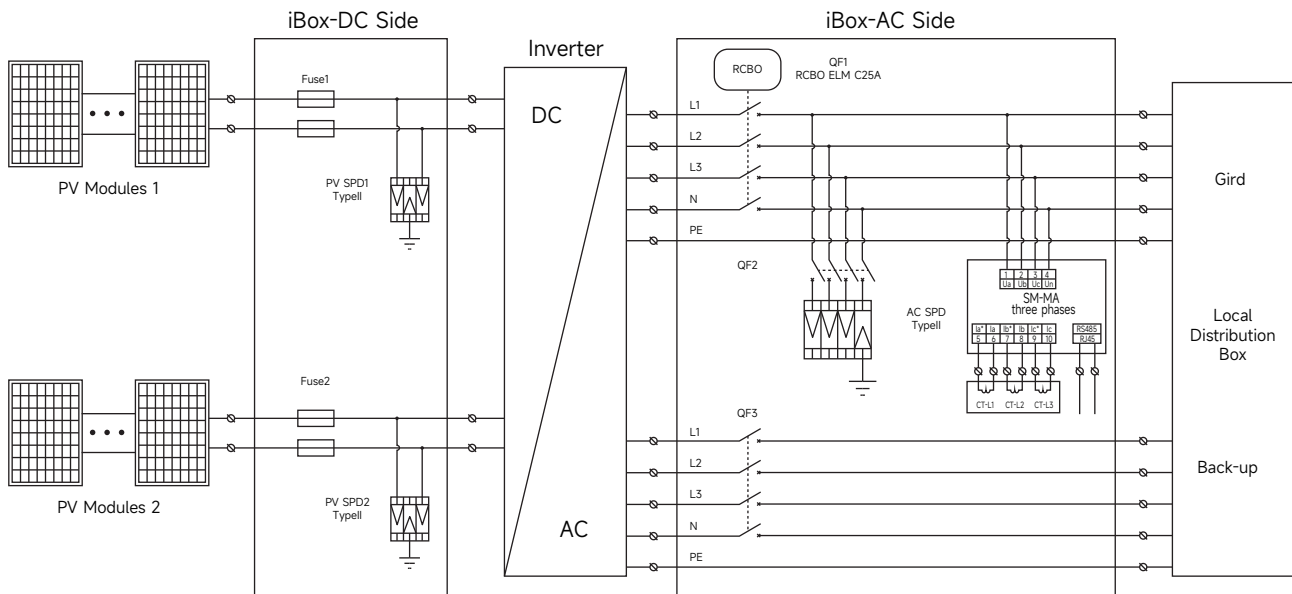 iBox-DC Side
iBox-AC Side
Inverter
RCBO
QF1
RCBO ELM C25A
Fuse1
DC
L1
L2
L3
N
PE
PV Modules 1
PV SPD1
TypeII
Gird
QF2
1 2 3 4
Ua Ub Uc Un
SM-MA
three phases
AC SPD
TypeII
Ia* Ia Ib* Ib Ic* Ic RS485
5 6 7 8 9 10 RJ45
Local
Distribution
Box
Fuse2
CT-L1 CT-L2 CT-L3
QF3
L1
L2
L3
N
PE
Back-up
PV Modules 2
PV SPD2
TypeII
AC